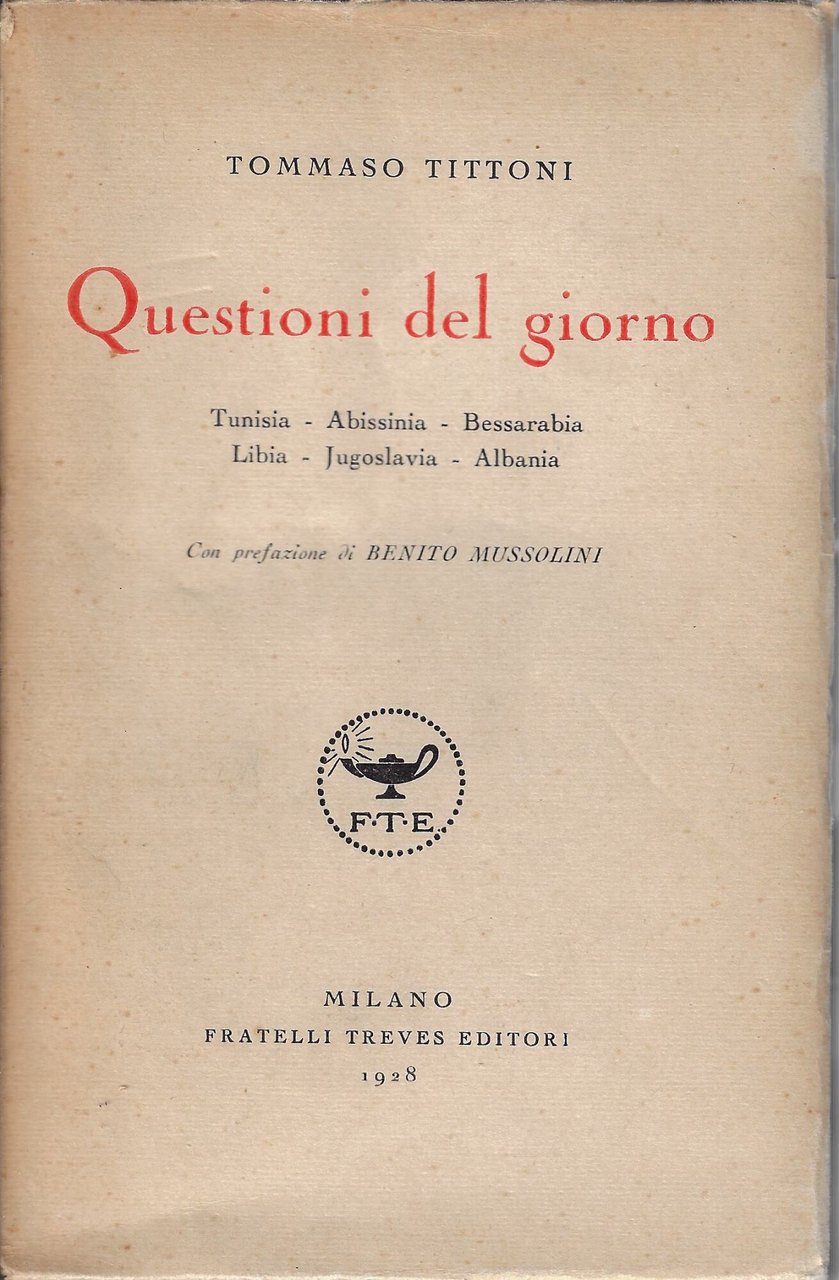 TOMMASO TITTONI
Questioni del giorno
Tunisia - Abissinia - Bessarabia
Libia - Jugoslavia - Albania
Con prefazione di BENITO MUSSOLINI
F·T·E.
MILANO
FRATELLI TREVES EDITORI
1928